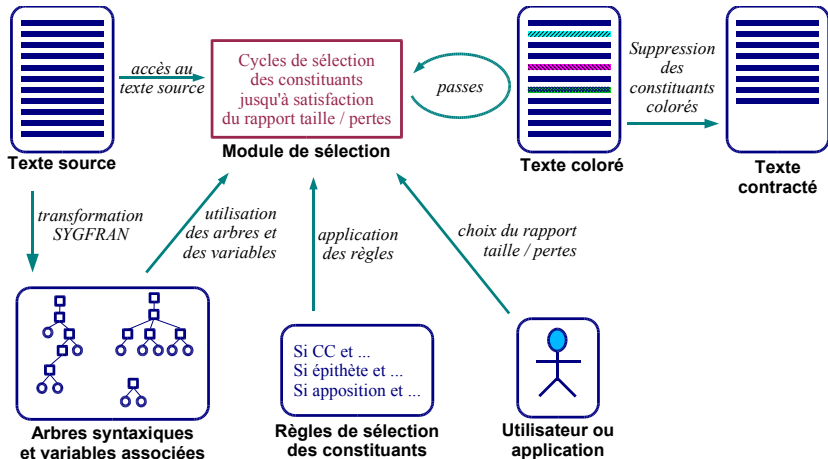 accès au
texte source
Cycles de sélection
des constituants
jusqu'à satisfaction
du rapport taille / pertes
passes
Suppression
des
constituants
colorés
Texte source
Module de sélection
Texte coloré
Texte
contracté
transformation
SYGFRAN
utilisation
des arbres et
des variables
application
des règles
choix du rapport
taille / pertes
Si CC et ...
Si épithète et ...
Si apposition et ...
Arbres syntaxiques
et variables associées
Règles de sélection
des constituants
Utilisateur ou
application